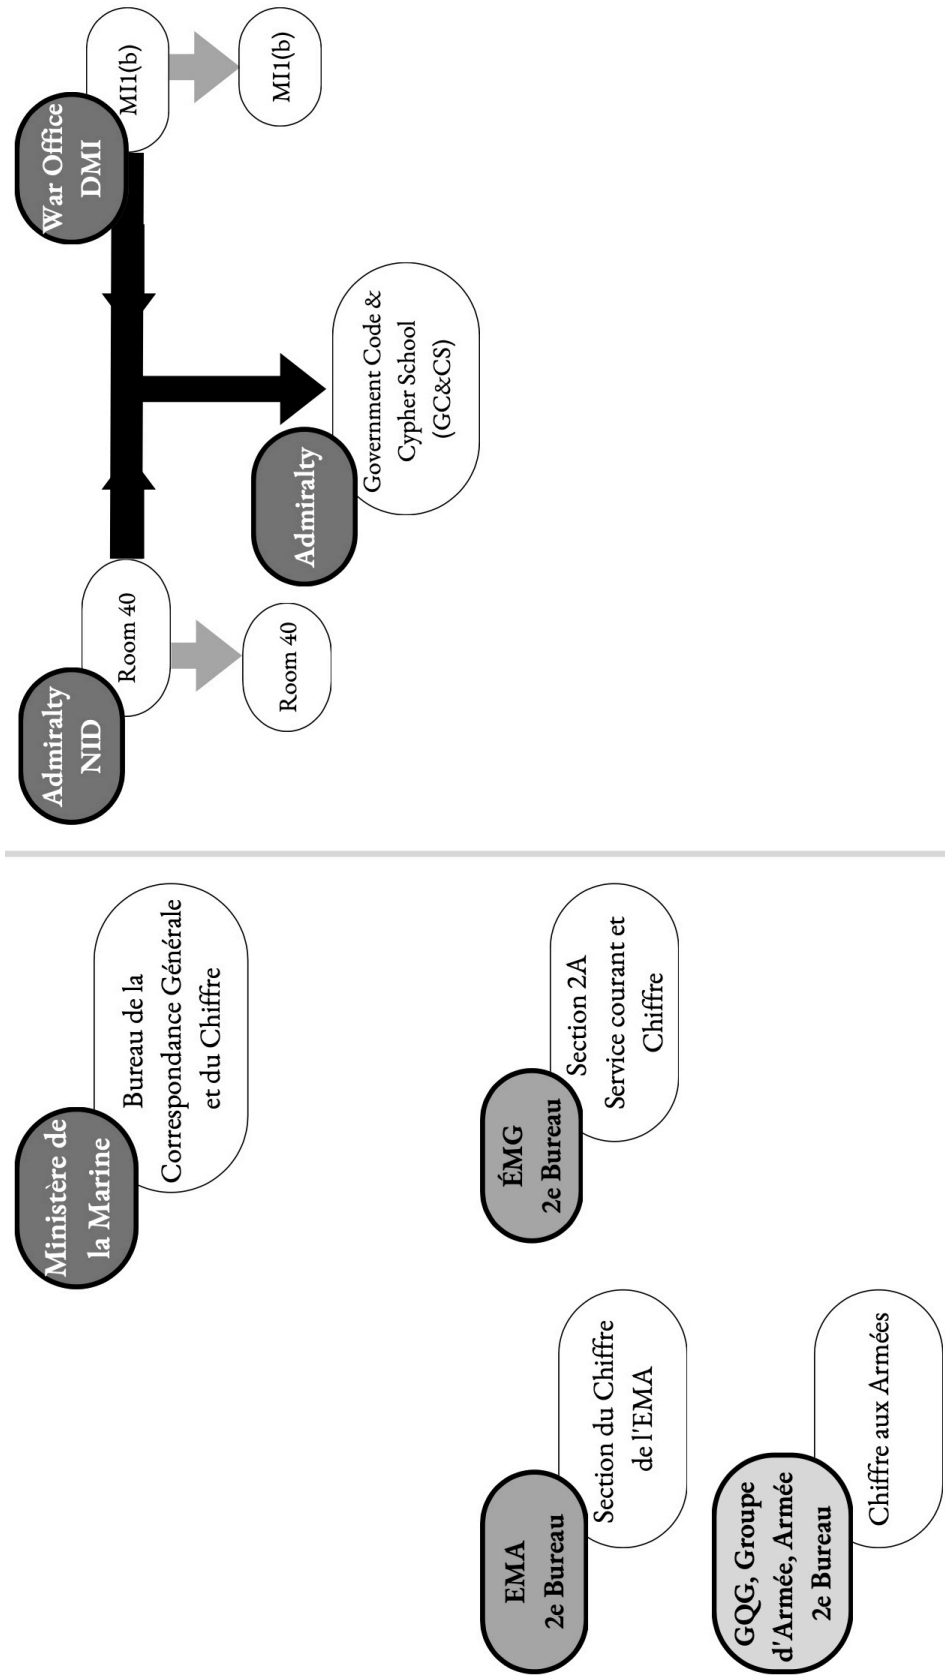 Ministère de
la Marine
Bureau de la
Correspondance Générale
et du Chiffre
EMA
2e Bureau
Section du Chiffre
de l'EMA
ÉMG
2e Bureau
Section 2A
Service courant et
Chiffre
GQG, Groupe
d'Armée, Armée
2e Bureau
Chiffre aux Armées
Admiralty
NID
Room 40
War Office
DMI
MI1(b)
Room 40
MI1(b)
Admiralty
Government Code &
Cypher School
(GC&CS)